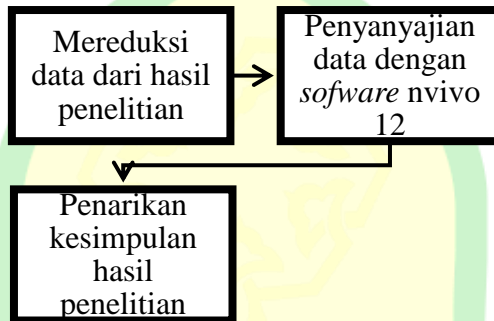 Mereduksi
data dari hasil
penelitian
Penyanyajian
data dengan
sofware nvivo
12
Penarikan
kesimpulan
hasil
penelitian